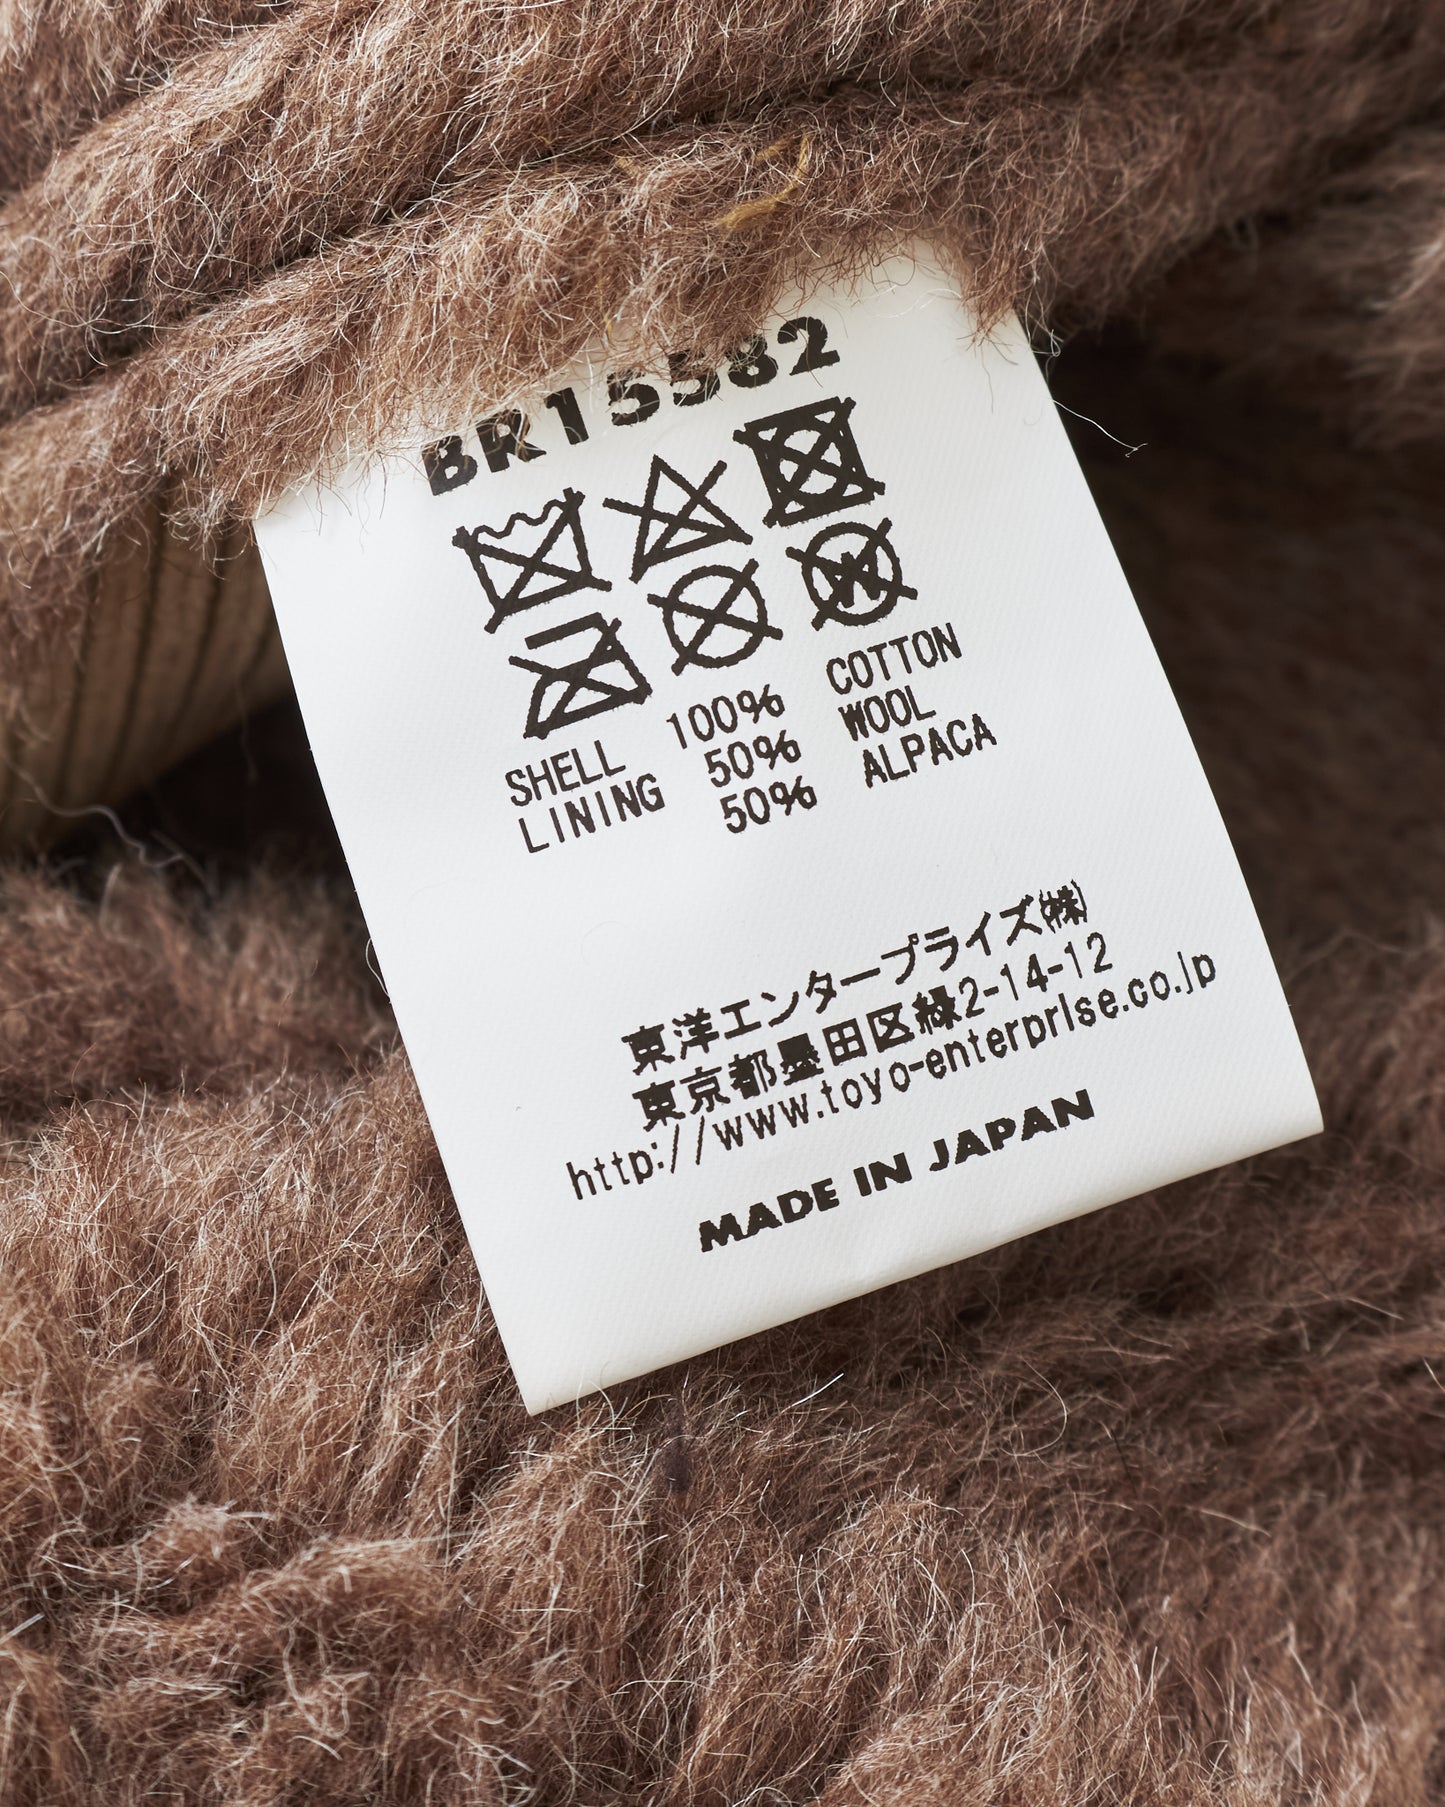 BR15382
SHELL 100% COTTON
LINING 50% WOOL
50% ALPACA
東洋エンタープライズ㈱
東京都墨田区緑2-14-12
http://www.toyo-enterprise.co.jp
MADE IN JAPAN